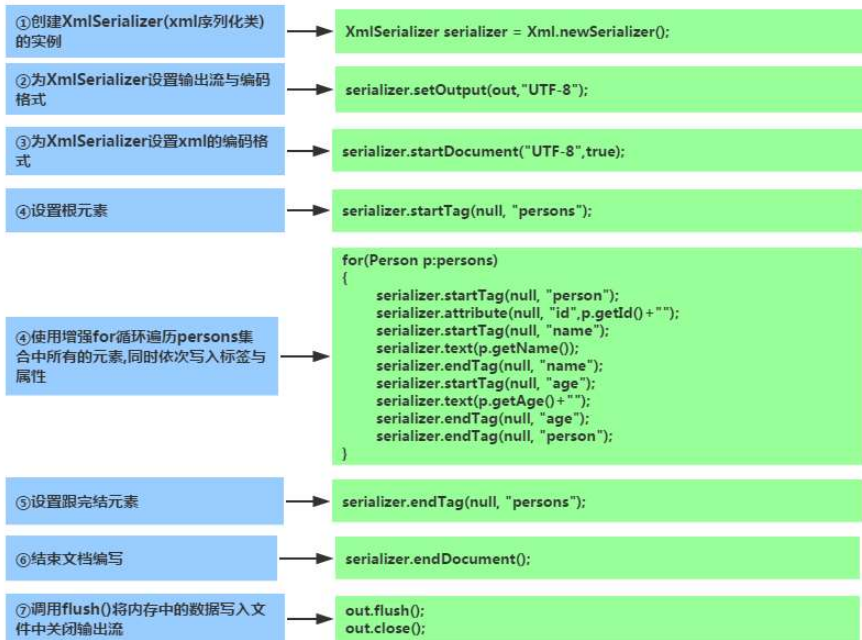 ①创建XmlSerializer(xml序列化类)
的实例
XmlSerializer serializer = Xml.newSerializer();
②为XmlSerializer设置输出流与编码
格式
serializer.setOutput(out,"UTF-8");
③为XmlSerializer设置xml的编码格
式
serializer.startDocument("UTF-8",true);
④设置根元素
serializer.startTag(null, "persons");
④使用增强for循环遍历persons集
合中所有的元素,同时依次写入标签与
属性
for(Person p:persons)
{
serializer.startTag(null, "person");
serializer.attribute(null, "id",p.getId()+"");
serializer.startTag(null, "name");
serializer.text(p.getName());
serializer.endTag(null, "name");
serializer.startTag(null, "age");
serializer.text(p.getAge()+"");
serializer.endTag(null, "age");
serializer.endTag(null, "person");
}
⑤设置跟完结元素
serializer.endTag(null, "persons");
⑥结束文档编写
serializer.endDocument();
⑦调用flush()将内存中的数据写入文
件中关闭输出流
out.flush();
out.close();